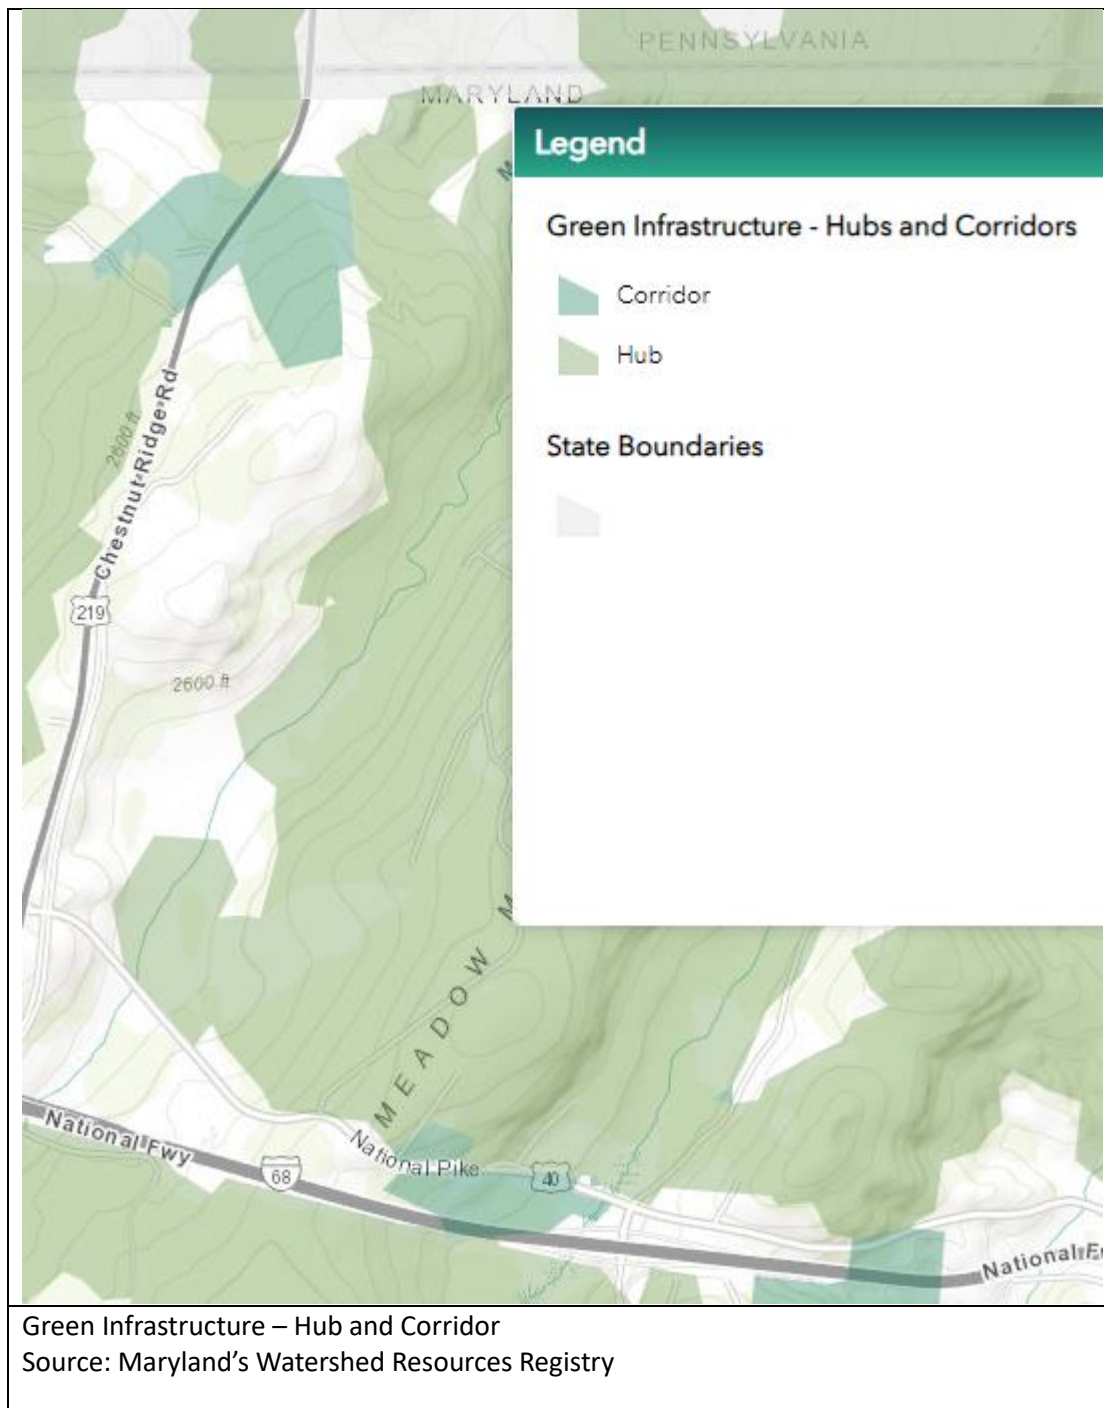 PENNSYLVANIA
MARYLAND
Legend
Green Infrastructure - Hubs and Corridors
Corridor
Hub
State Boundaries
2600 ft
Chestnut Ridge Rd
219
2600 ft
M
MEADOW M
National Fwy
68
National Pike
40
National F
Green Infrastructure – Hub and Corridor
Source: Maryland’s Watershed Resources Registry